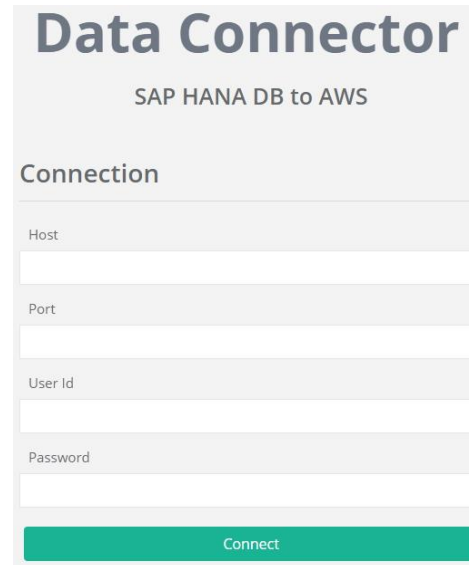 Data Connector
SAP HANA DB to AWS
Connection
Host
Port
User Id
Password
Connect